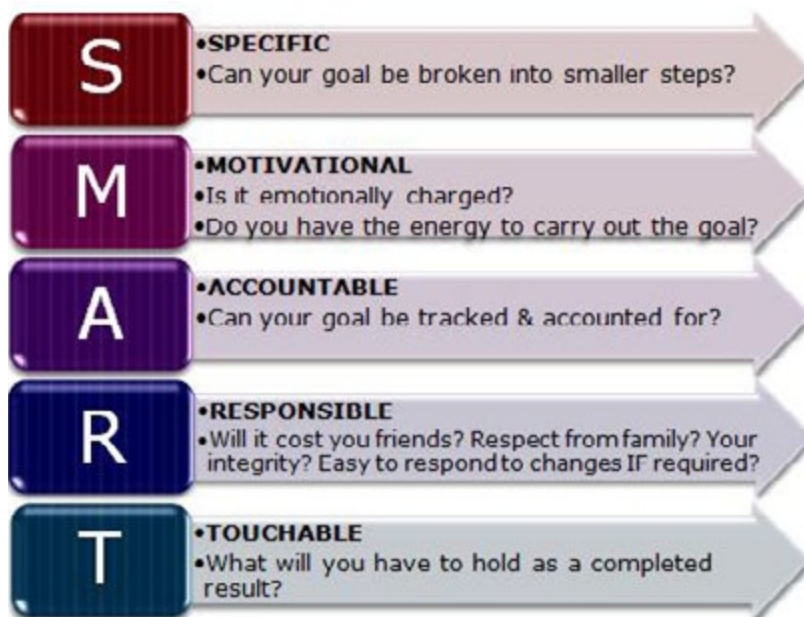 S
•SPECIFIC
•Can your goal be broken into smaller steps?
M
•MOTIVATIONAL
•Is it emotionally charged?
•Do you have the energy to carry out the goal?
A
•ACCOUNTABLE
•Can your goal be tracked & accounted for?
R
•RESPONSIBLE
•Will it cost you friends? Respect from family? Your
integrity? Easy to respond to changes IF required?
T
•TOUCHABLE
•What will you have to hold as a completed
result?